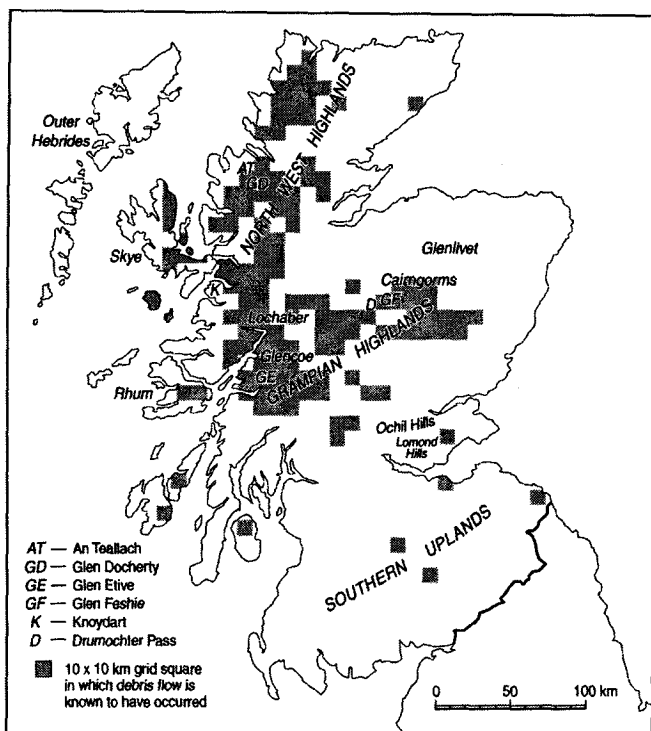 Outer
Hebrides
NORTH WEST HIGHLANDS
AT
GD
Glenlivet
Skye
Cairngorms
K
D GF
Lochaber
GRAMPIAN HIGHLANDS
Glencoe
GE
Rhum
Ochil Hills
Lomond
Hills
SOUTHERN UPLANDS
AT — An Teallach
GD — Glen Docherty
GE — Glen Etive
GF — Glen Feshie
K — Knoydart
D — Drumochter Pass
10 x 10 km grid square
in which debris flow is
known to have occurred
0 50 100 km